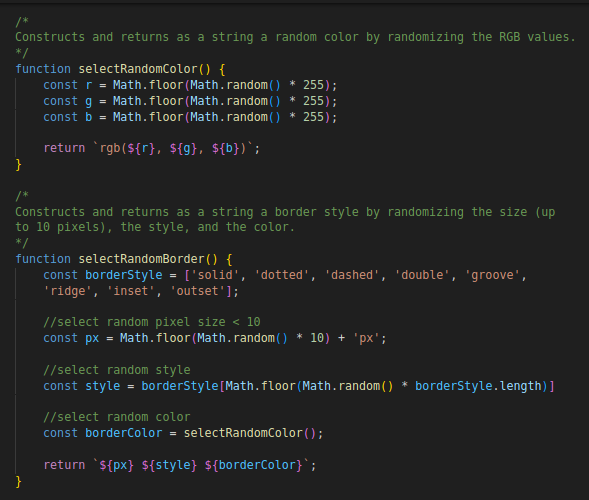 /*
Constructs and returns as a string a random color by randomizing the RGB values.
*/
function selectRandomColor() {
    const r = Math.floor(Math.random() * 255);
    const g = Math.floor(Math.random() * 255);
    const b = Math.floor(Math.random() * 255);

    return `rgb(${r}, ${g}, ${b})`;
}

/*
Constructs and returns as a string a border style by randomizing the size (up
to 10 pixels), the style, and the color.
*/
function selectRandomBorder() {
    const borderStyle = ['solid', 'dotted', 'dashed', 'double', 'groove',
    'ridge', 'inset', 'outset'];

    //select random pixel size < 10
    const px = Math.floor(Math.random() * 10) + 'px';

    //select random style
    const style = borderStyle[Math.floor(Math.random() * borderStyle.length)]

    //select random color
    const borderColor = selectRandomColor();

    return `${px} ${style} ${borderColor}`;
}